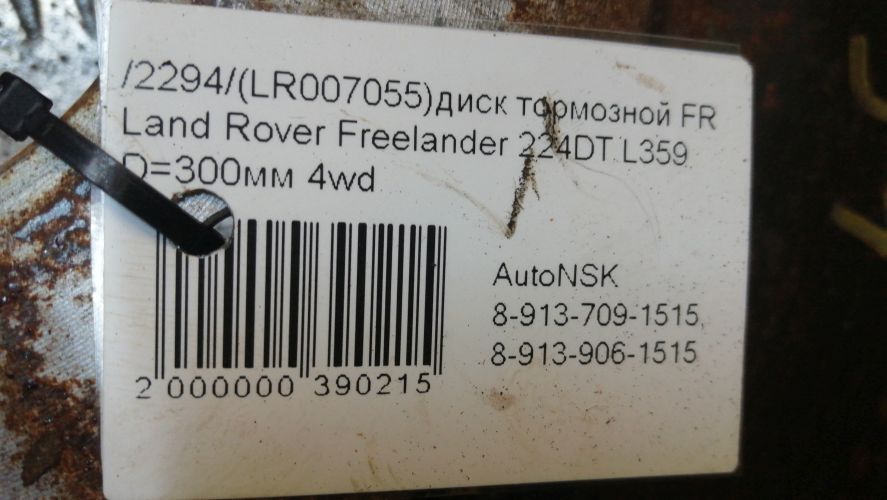 /2294/(LR007055)диск тормозной FR
Land Rover Freelander 224DT L359
D=300мм 4wd
AutoNSK
8-913-709-1515,
8-913-906-1515
2 000000 390215